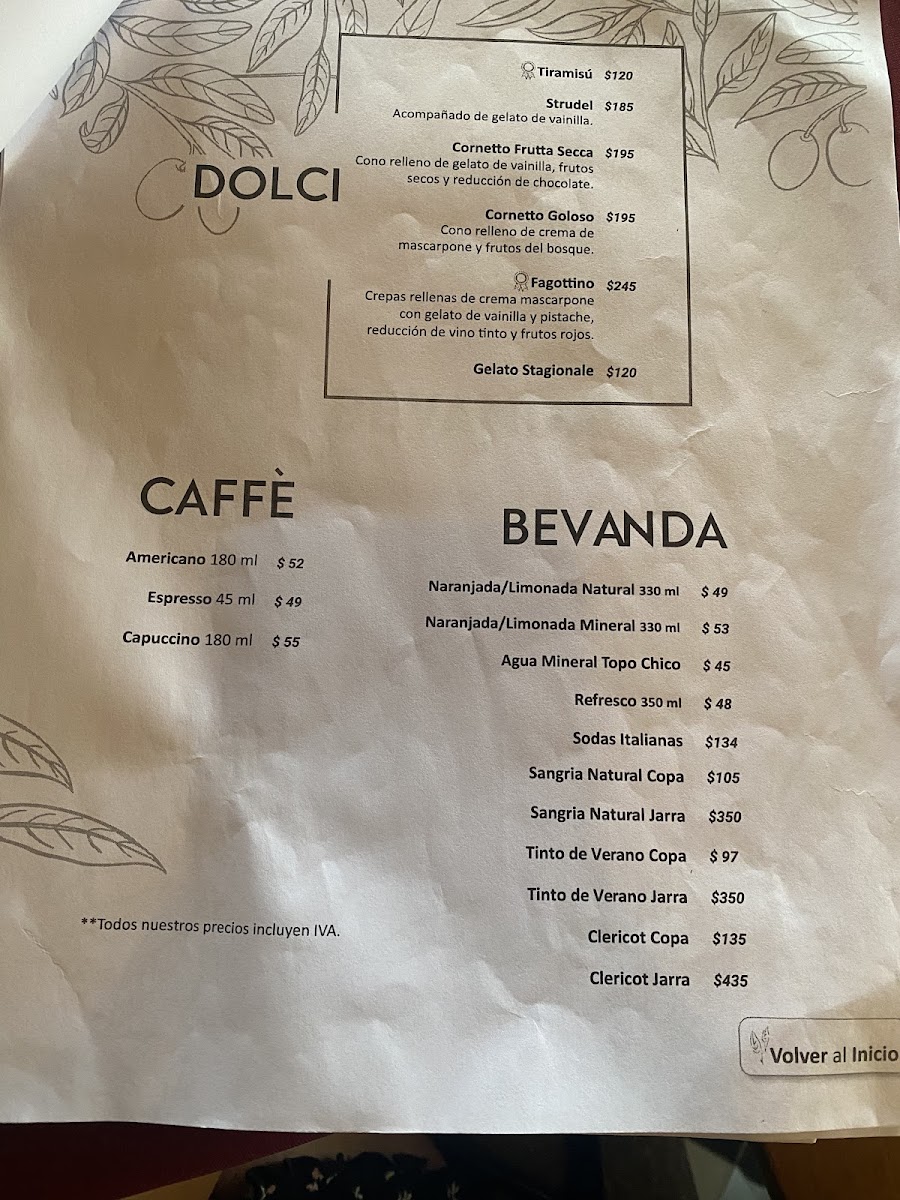 DOLCI
Tiramisú $120
Strudel $185
Acompañado de gelato de vainilla.
Cornetto Frutta Secca $195
Cono relleno de gelato de vainilla, frutos
secos y reducción de chocolate.
Cornetto Goloso $195
Cono relleno de crema de
mascarpone y frutos del bosque.
Fagottino $245
Crepas rellenas de crema mascarpone
con gelato de vainilla y pistache,
reducción de vino tinto y frutos rojos.
Gelato Stagionale $120
CAFFÈ
Americano 180 ml $ 52
Espresso 45 ml $ 49
Capuccino 180 ml $ 55
BEVANDA
Naranjada/Limonada Natural 330 ml $ 49
Naranjada/Limonada Mineral 330 ml $ 53
Agua Mineral Topo Chico $ 45
Refresco 350 ml $ 48
Sodas Italianas $134
Sangria Natural Copa $105
Sangria Natural Jarra $350
Tinto de Verano Copa $ 97
Tinto de Verano Jarra $350
Clericot Copa $135
Clericot Jarra $435
**Todos nuestros precios incluyen IVA.
Volver al Inicio